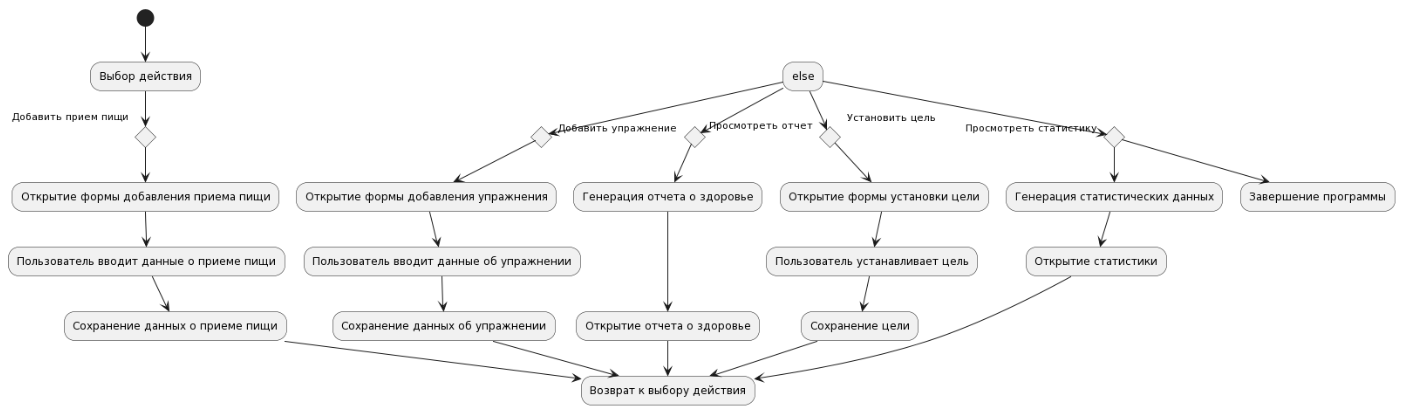 Выбор действия
else
Добавить прием пищи
Добавить упражнение
Просмотреть отчет
Установить цель
Просмотреть статистику
Открытие формы добавления приема пищи
Открытие формы добавления упражнения
Генерация отчета о здоровье
Открытие формы установки цели
Генерация статистических данных
Завершение программы
Пользователь вводит данные о приеме пищи
Пользователь вводит данные об упражнении
Пользователь устанавливает цель
Открытие статистики
Сохранение данных о приеме пищи
Сохранение данных об упражнении
Открытие отчета о здоровье
Сохранение цели
Возврат к выбору действия